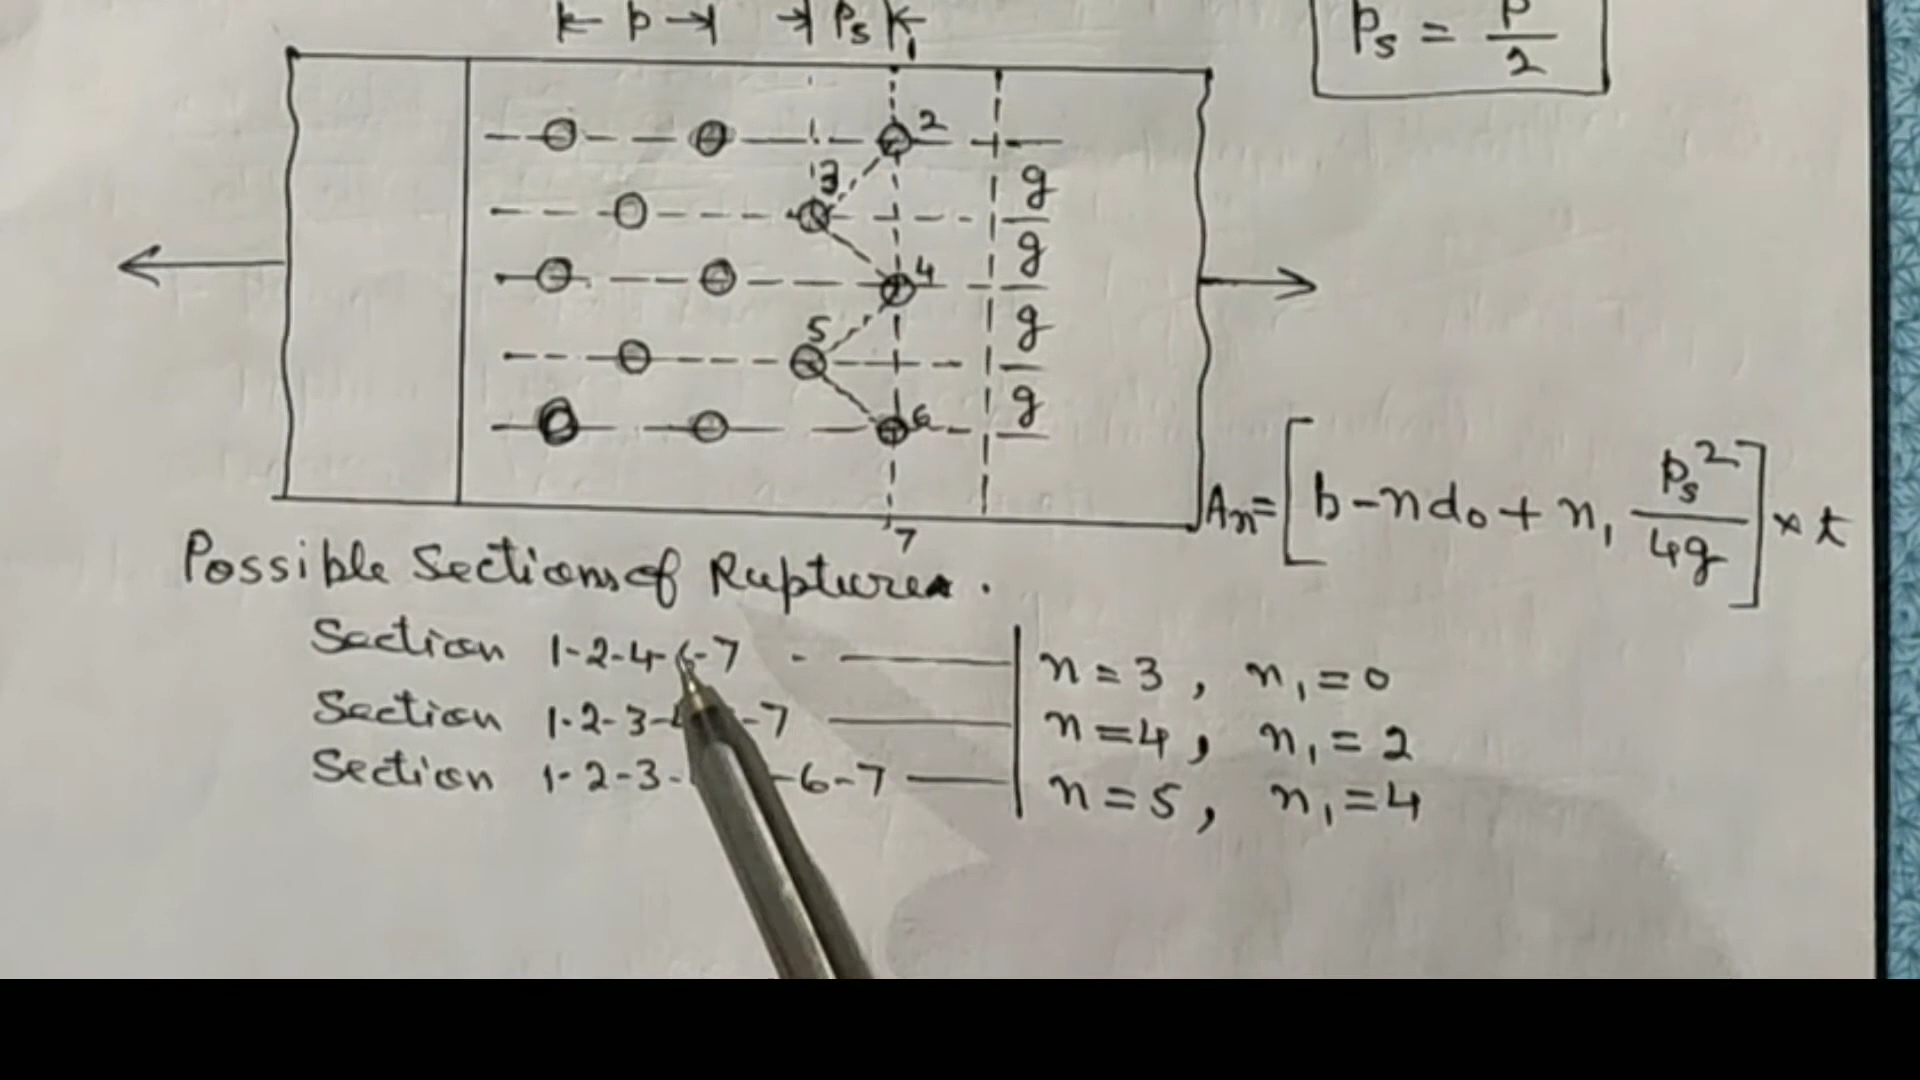 p ps
ps = p/2
1
2
3 g
g
4
5 g
g
6
7
An = [b - nd₀ + n₁ ps²/4g] × t
Possible Sections of Rupture.
Section 1-2-4-6-7 - n = 3, n₁ = 0
Section 1-2-3- -7 n = 4, n₁ = 2
Section 1-2-3- -6-7 n = 5, n₁ = 4